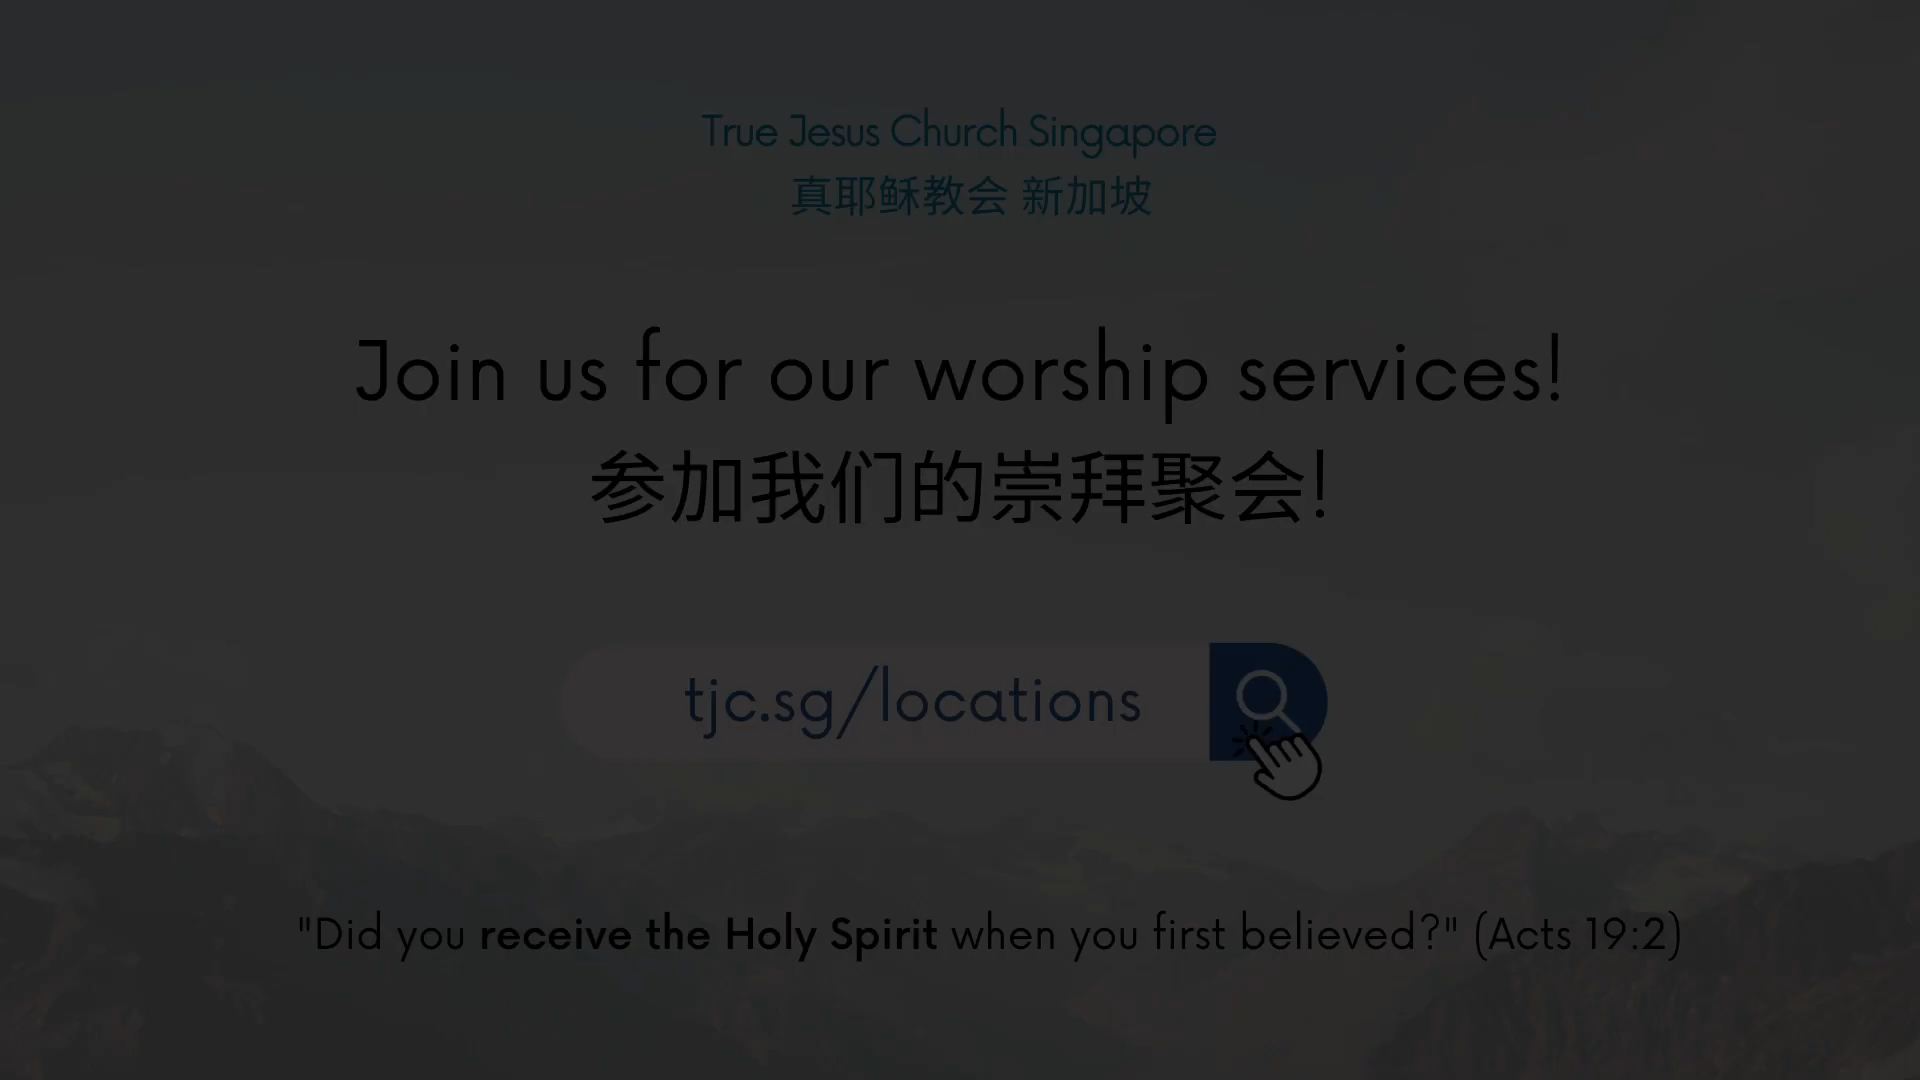 True Jesus Church Singapore
真耶稣教会 新加坡
Join us for our worship services!
参加我们的崇拜聚会!
tjc.sg/locations
"Did you receive the Holy Spirit when you first believed?" (Acts 19:2)